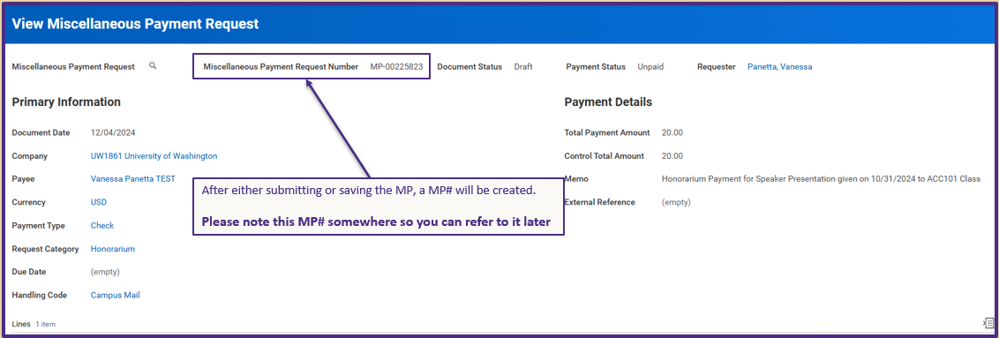 View Miscellaneous Payment Request
Miscellaneous Payment Request Miscellaneous Payment Request Number MP-00225823 Document Status Draft Payment Status Unpaid Requester Panetta, Vanessa
Primary Information
Document Date 12/04/2024
Company UW1861 University of Washington
Payee Vanessa Panetta TEST
Currency USD
Payment Type Check
Request Category Honorarium
Due Date (empty)
Handling Code Campus Mail
Payment Details
Total Payment Amount 20.00
Control Total Amount 20.00
Memo Honorarium Payment for Speaker Presentation given on 10/31/2024 to ACC101 Class
External Reference (empty)
After either submitting or saving the MP, a MP# will be created.
Please note this MP# somewhere so you can refer to it later
Lines 1 item